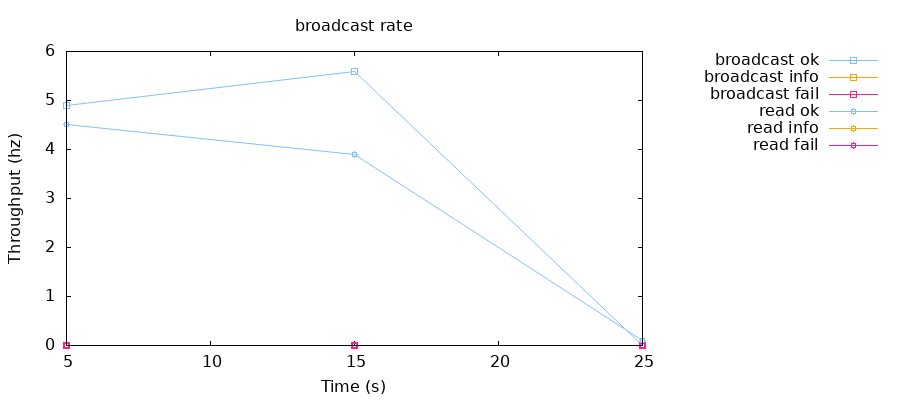 broadcast rate
6
5
4
3
2
1
0
Throughput (hz)
5
10
15
20
25
Time (s)
broadcast ok
broadcast info
broadcast fail
read ok
read info
read fail